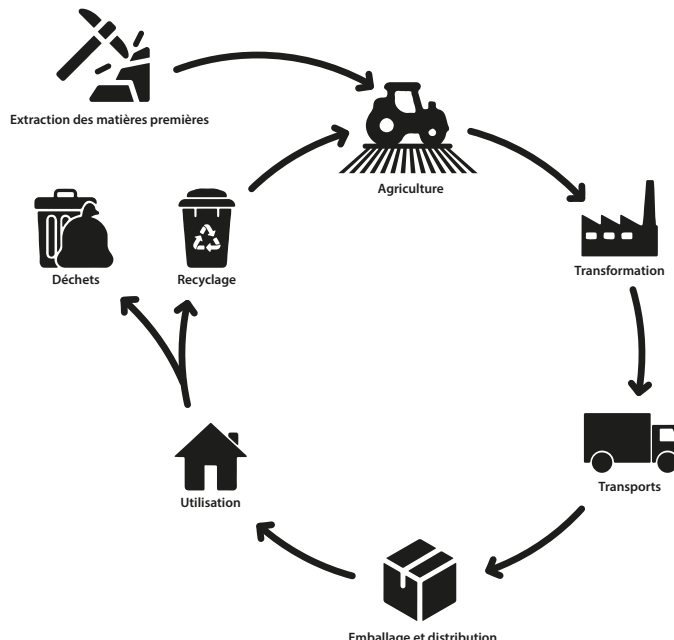 Extraction des matières premières
Agriculture
Déchets
Recyclage
Transformation
Utilisation
Transports
Emballage et distribution